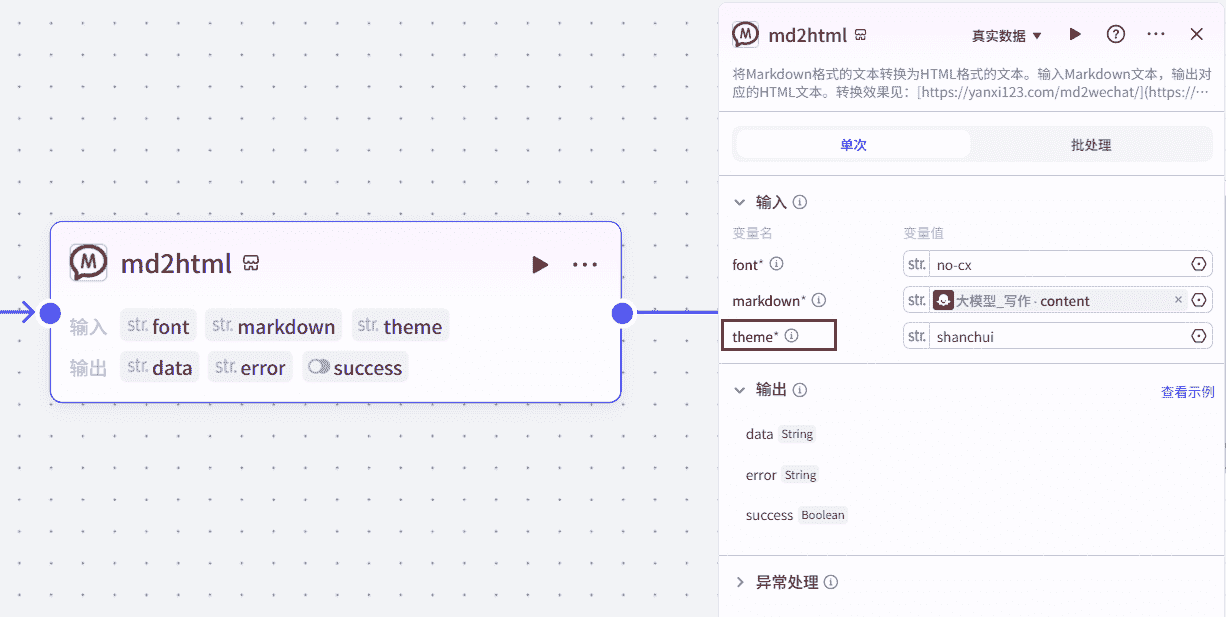 md2html
输入 str. font str. markdown str. theme
输出 str. data str. error success
md2html 真实数据
将Markdown格式的文本转换为HTML格式的文本。输入Markdown文本，输出对
应的HTML文本。转换效果见：[https://yanxi123.com/md2wechat/](https://…
单次 批处理
输入
变量名 变量值
font* str. no-cx
markdown* str. 大模型_写作 · content
theme* str. shanchui
输出 查看示例
data String
error String
success Boolean
异常处理